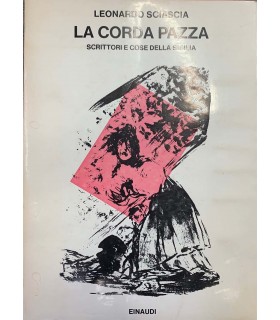 LEONARDO SCIASCIA
LA CORDA PAZZA
SCRITTORI E COSE DELLA SICILIA
EINAUDI